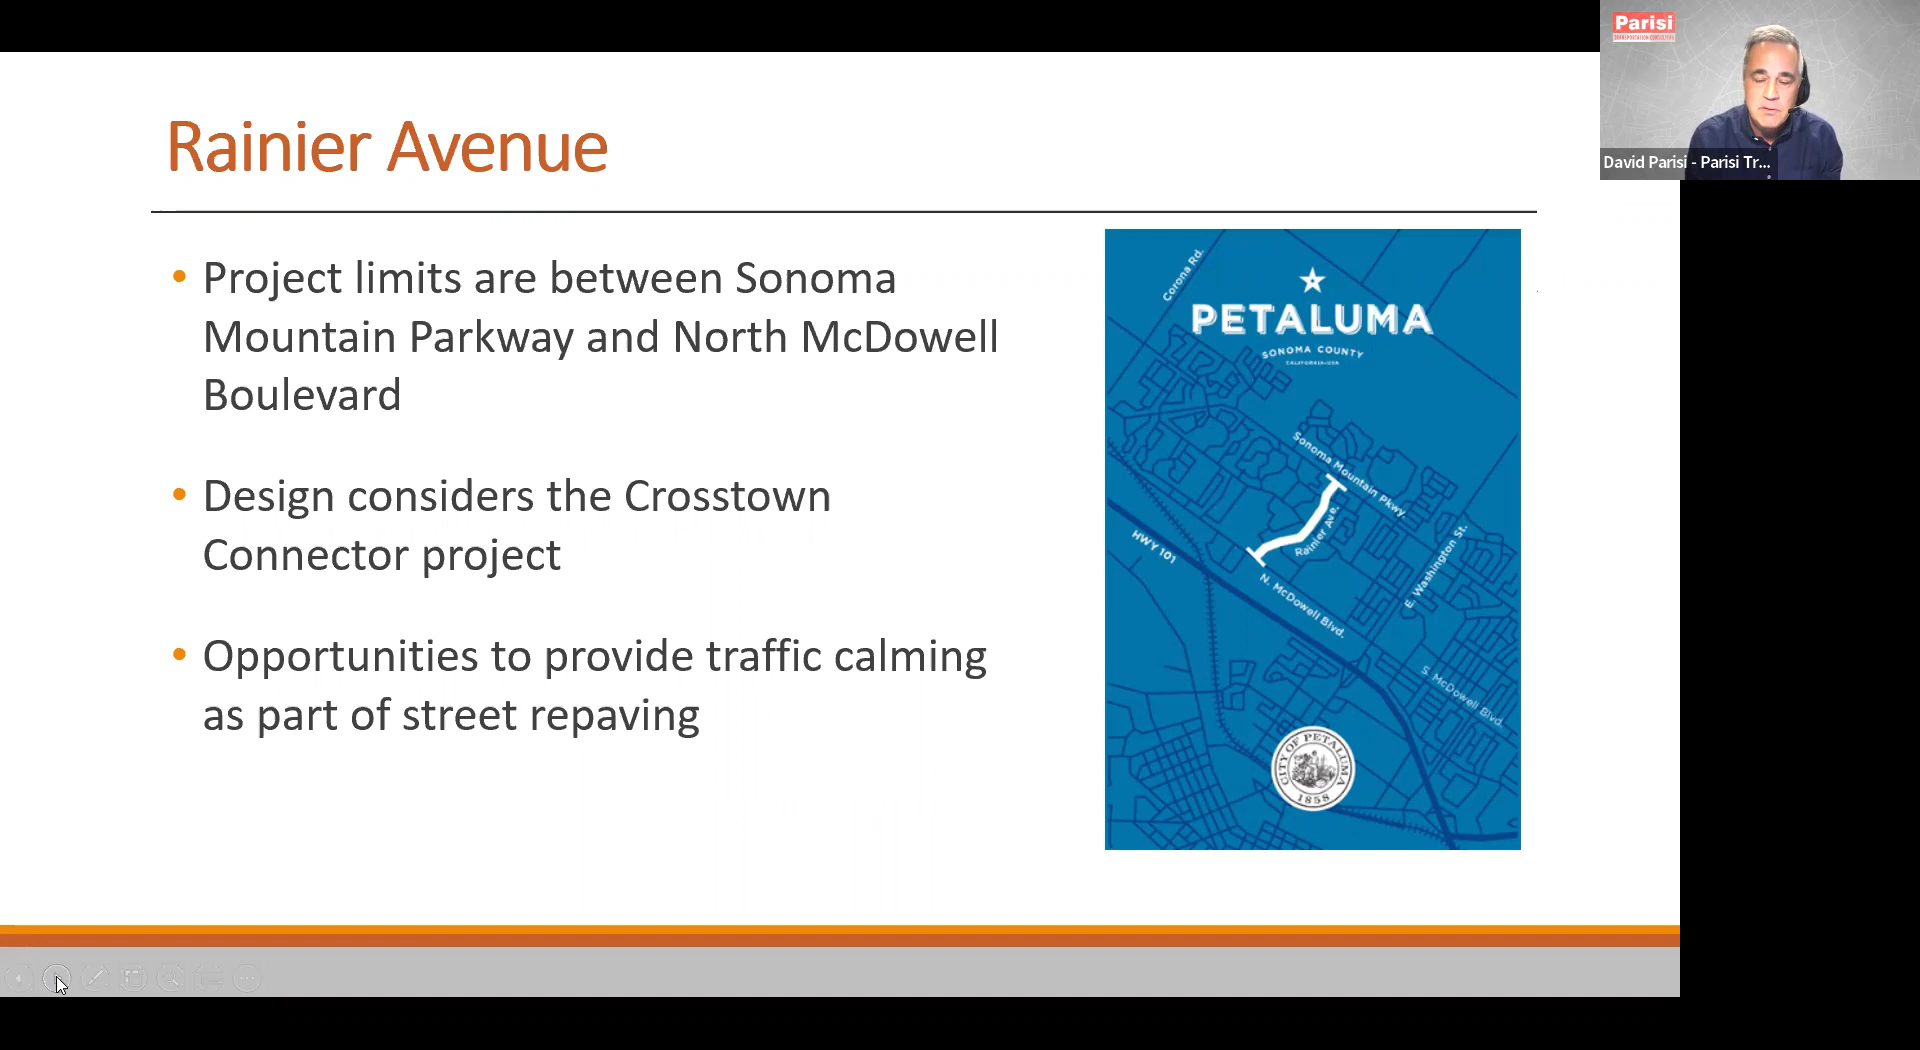 Parisi
TRANSPORTATION CONSULTING
David Parisi - Parisi Tr...
Rainier Avenue
• Project limits are between Sonoma
Mountain Parkway and North McDowell
Boulevard
• Design considers the Crosstown
Connector project
• Opportunities to provide traffic calming
as part of street repaving
Corona Rd.
PETALUMA
SONOMA COUNTY
CALIFORNIA•USA
Sonoma Mountain Pkwy.
Rainier Ave.
HWY 101
E. Washington St.
N. McDowell Blvd.
S. McDowell Blvd.
CITY OF PETALUMA
1858